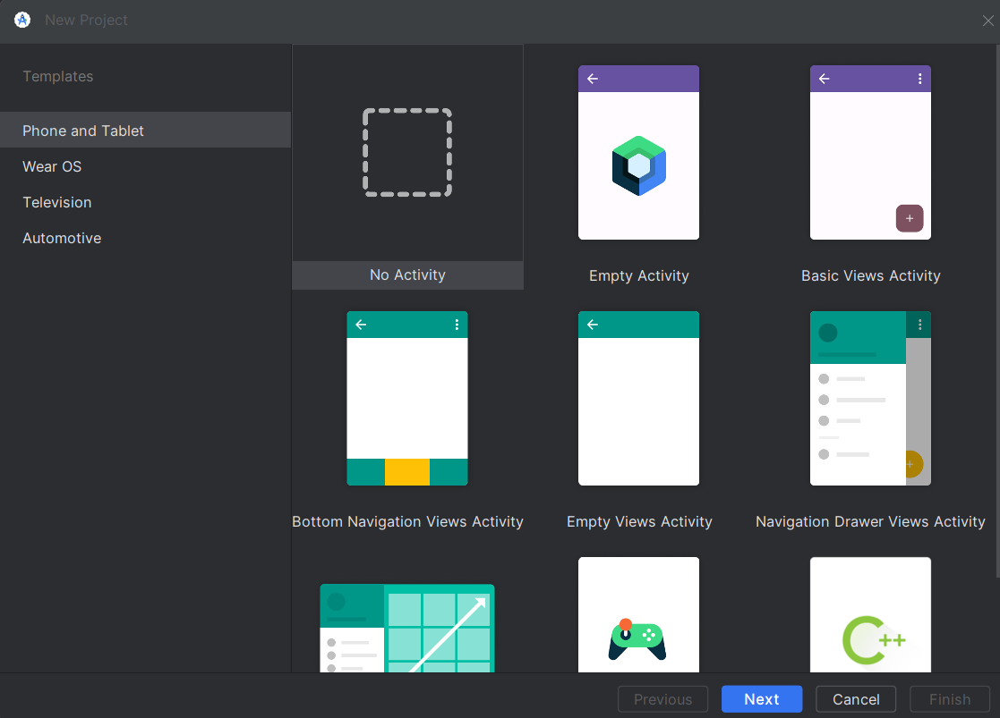 New Project
Templates
Phone and Tablet
Wear OS
Television
Automotive
No Activity
Empty Activity
Basic Views Activity
Bottom Navigation Views Activity
Empty Views Activity
Navigation Drawer Views Activity
C++
Previous
Next
Cancel
Finish